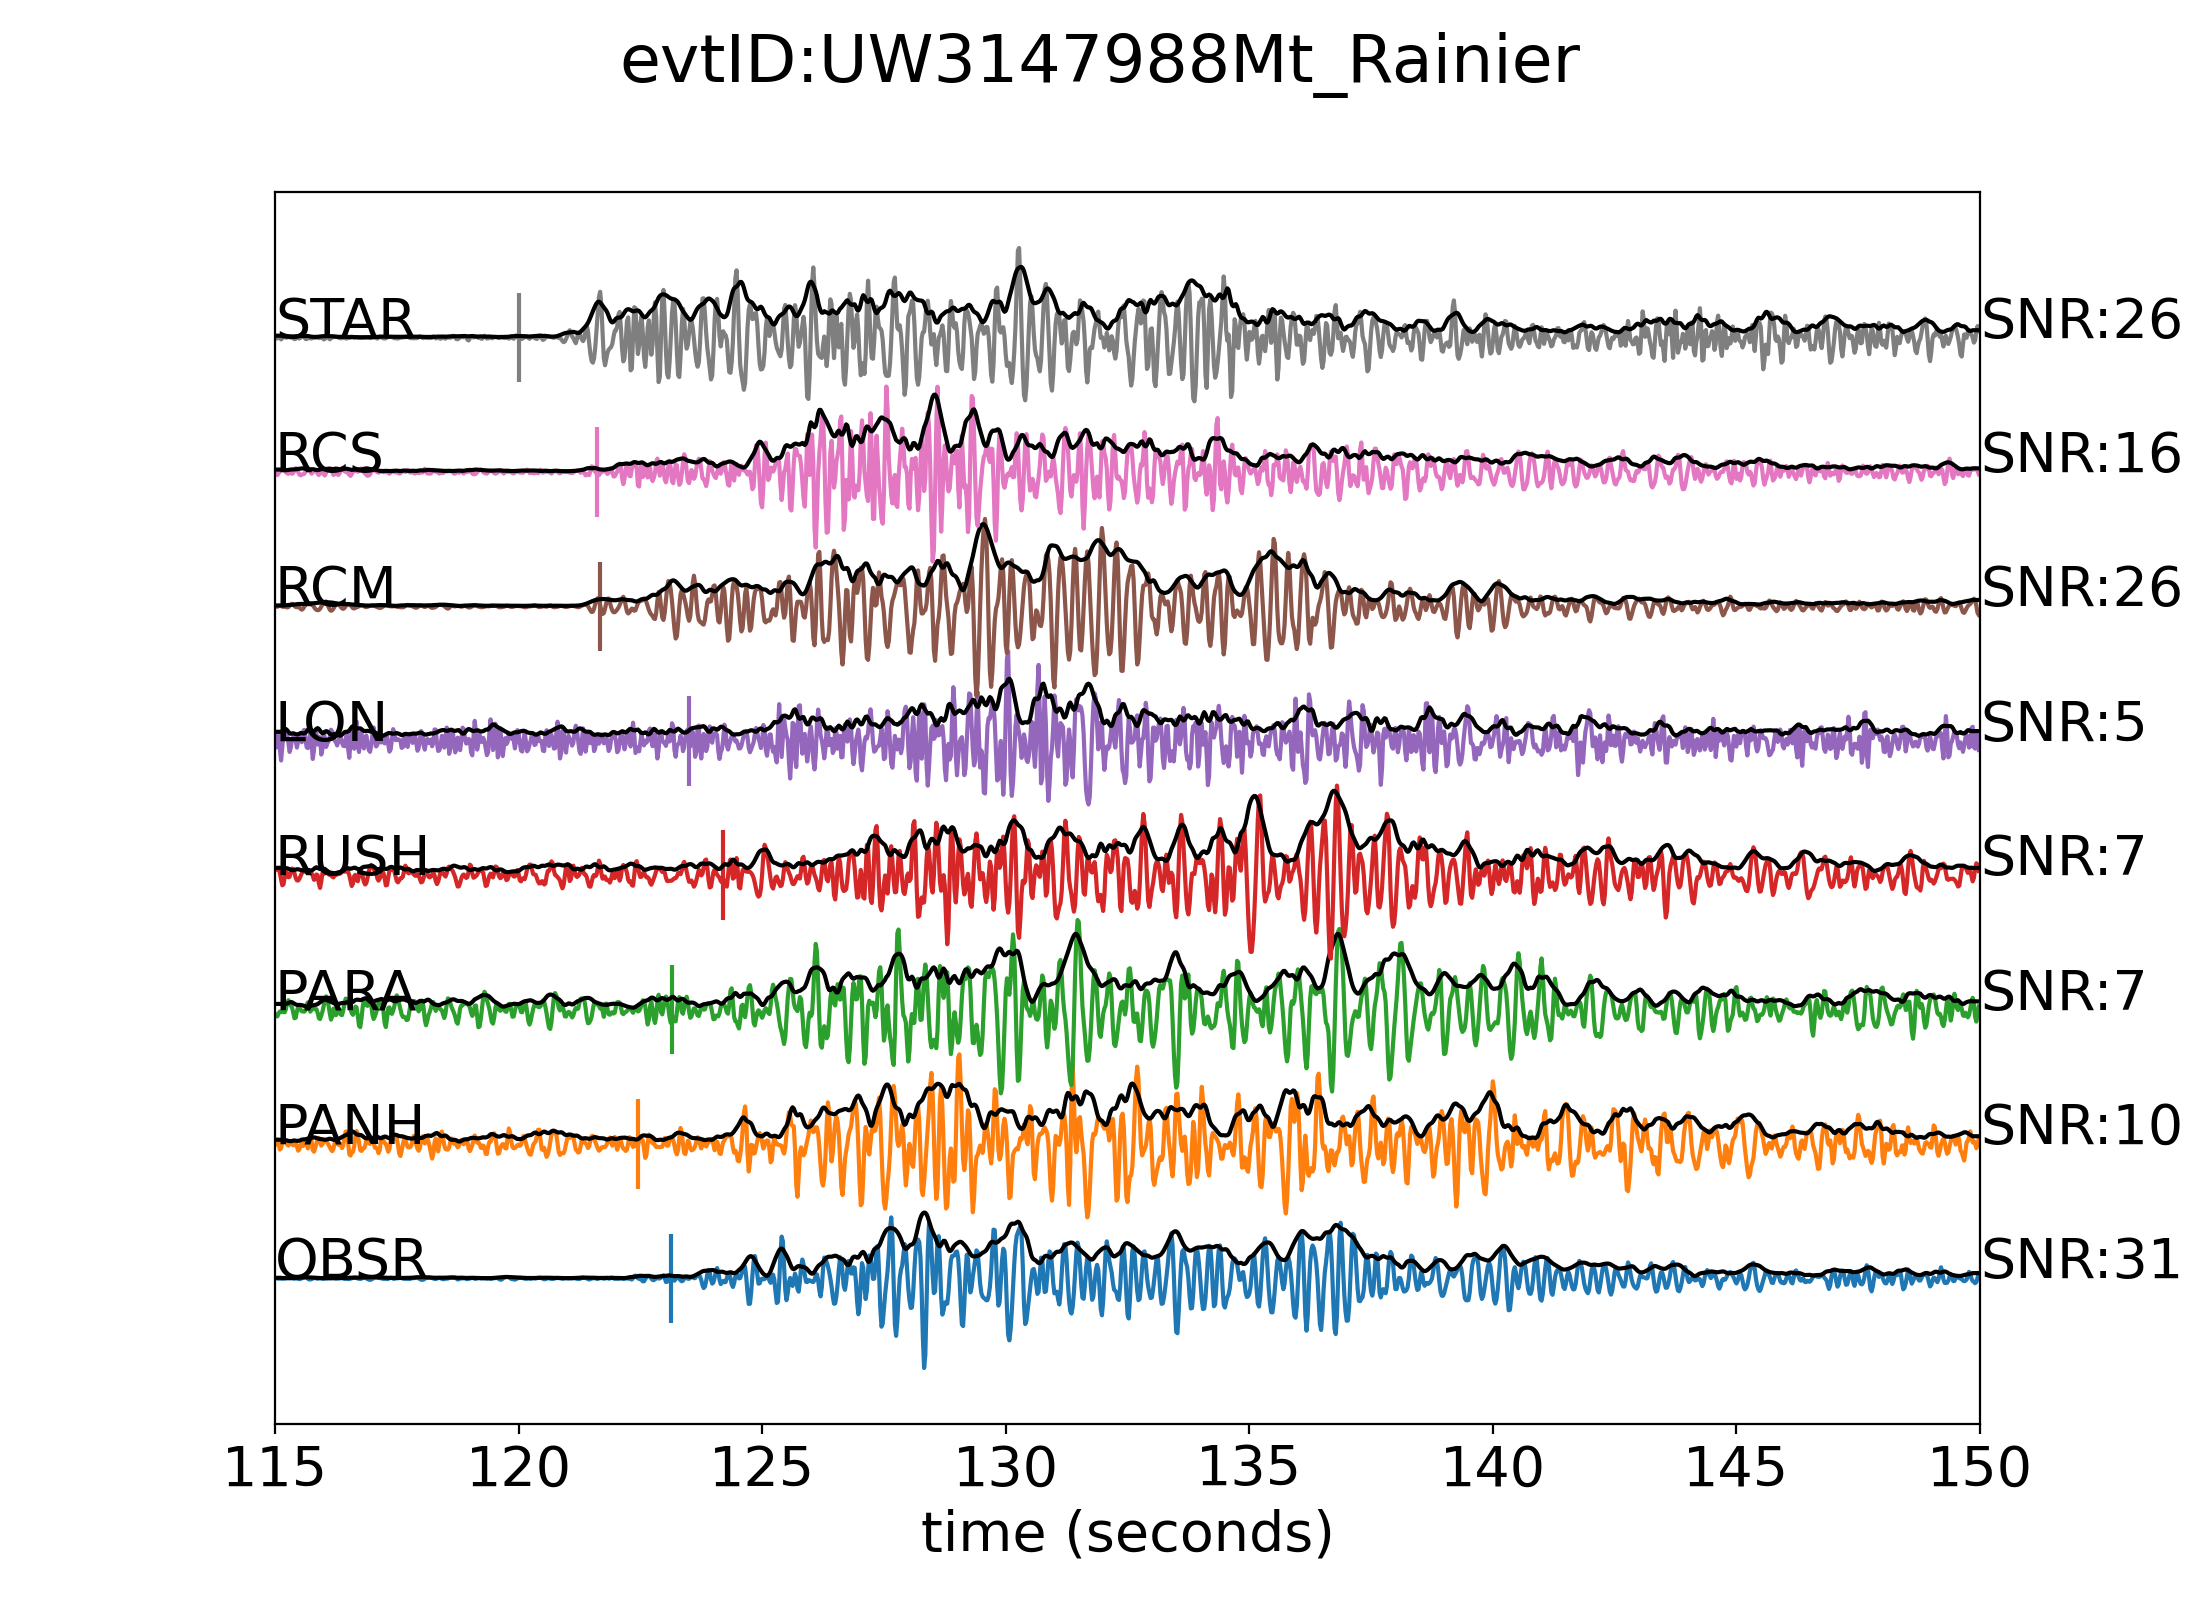 evtID:UW3147988Mt_Rainier
STAR SNR:26
RCS SNR:16
RCM SNR:26
LON SNR:5
RUSH SNR:7
PARA SNR:7
PANH SNR:10
OBSR SNR:31
115 120 125 130 135 140 145 150
time (seconds)